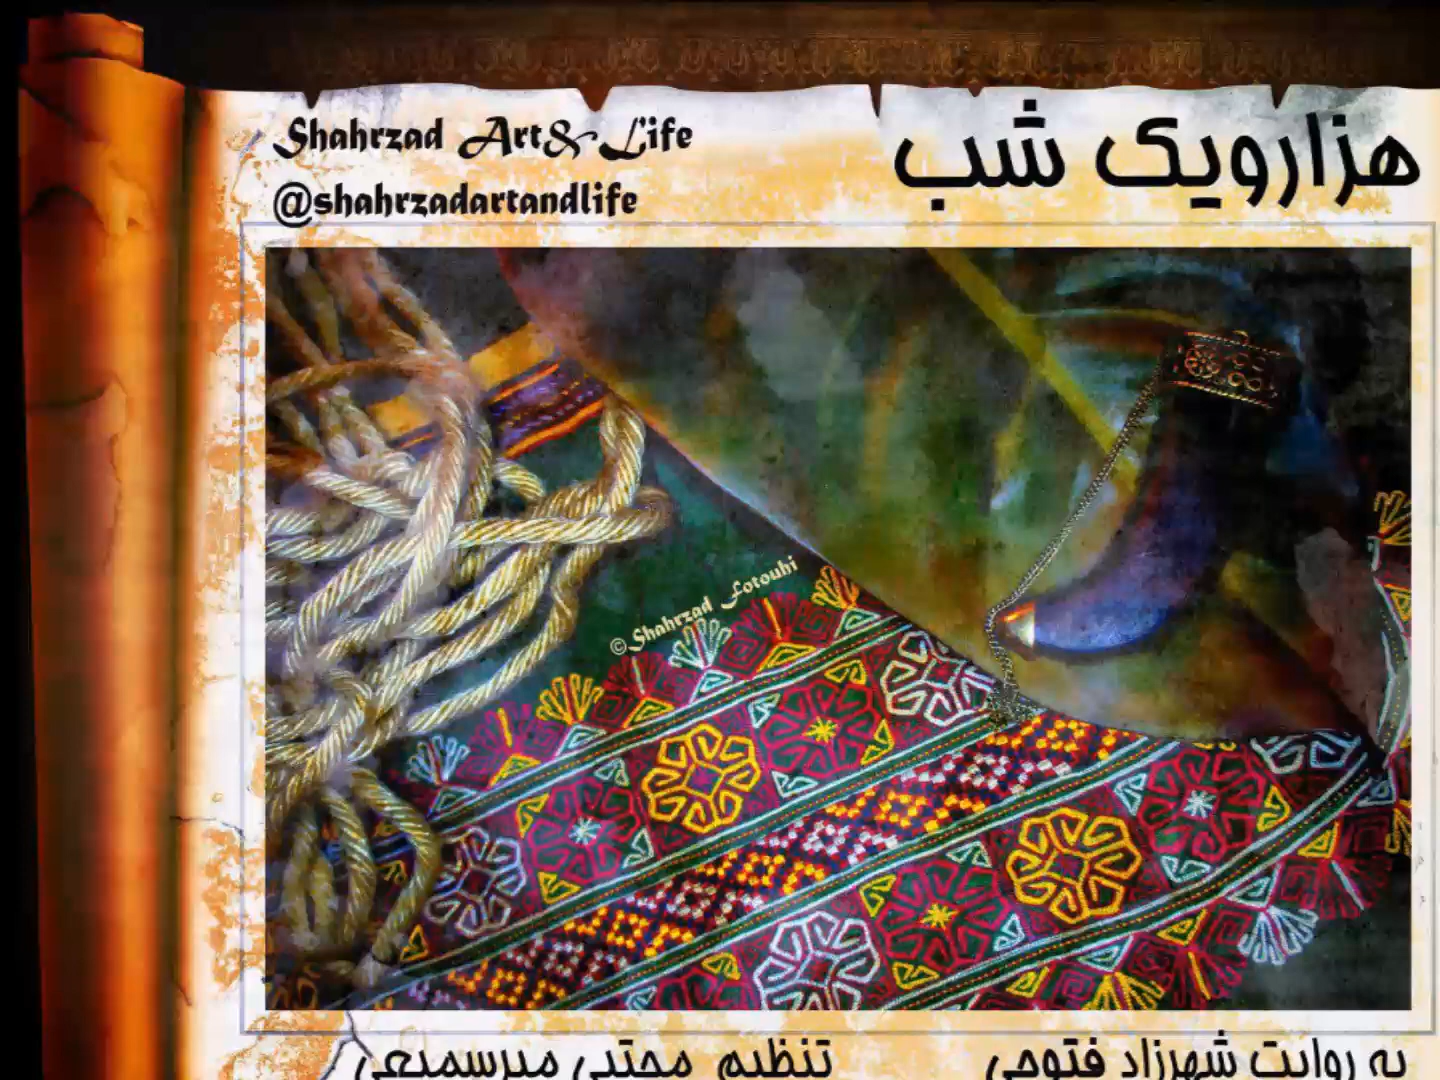 Shahrzad Art & Life
هزارویک شب
@shahrzadartandlife
© Shahrzad Fotouhi
به روایت شهرزاد فتوحی
تنظیم مجتبی میرسمیعی